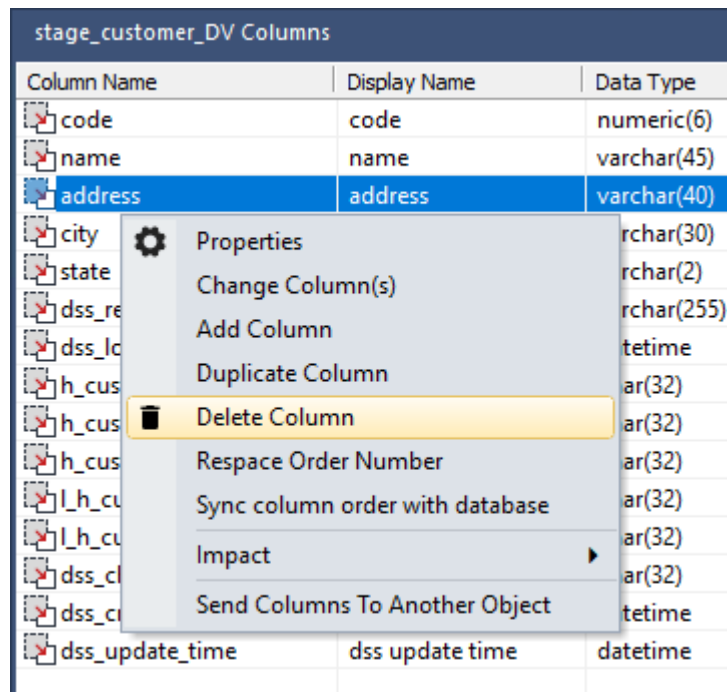 stage_customer_DV Columns
Column Name Display Name Data Type
code code numeric(6)
name name varchar(45)
address address varchar(40)
city Properties rchar(30)
state Change Column(s) rchar(2)
dss_re Add Column rchar(255)
dss_lo Duplicate Column tetime
h_cus ar(32)
h_cus Delete Column ar(32)
h_cus Respace Order Number ar(32)
l_h_cu Sync column order with database ar(32)
l_h_cu ar(32)
dss_cl Impact ar(32)
dss_cr Send Columns To Another Object tetime
dss_update_time dss update time datetime